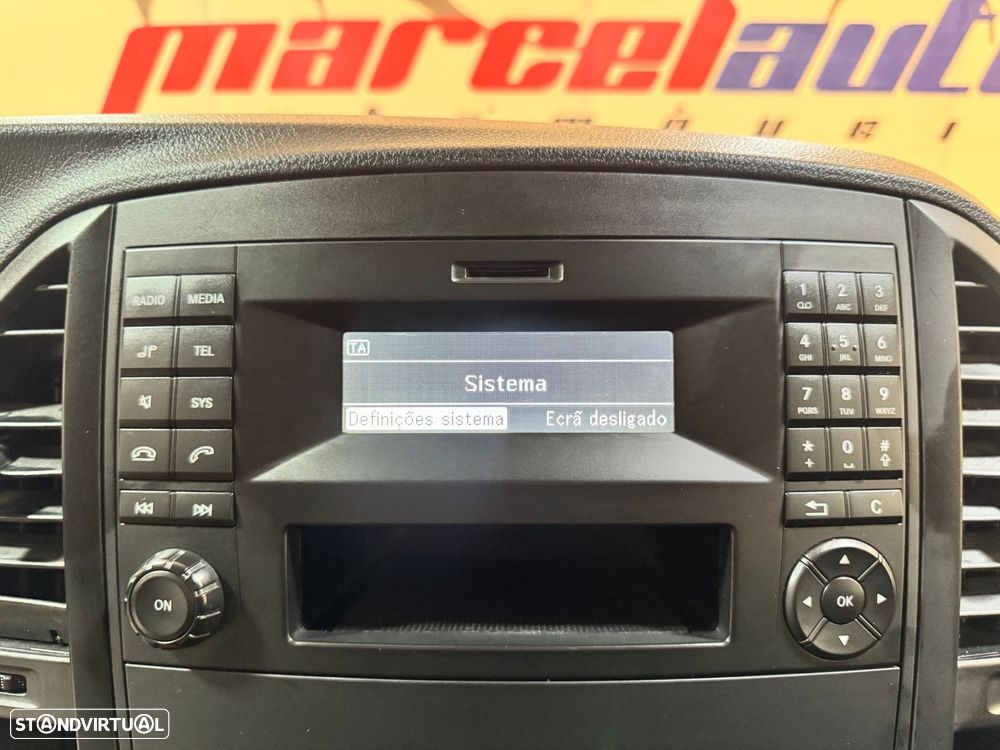 marcelauto
RADIO MEDIA
TEL
SYS
ON
TA
Sistema
Definições sistema Ecrã desligado
1 2 ABC 3 DEF
4 GHI 5 JKL 6 MNO
7 PQRS 8 TUV 9 WXYZ
* + 0 #
C
OK
STANDVIRTUAL